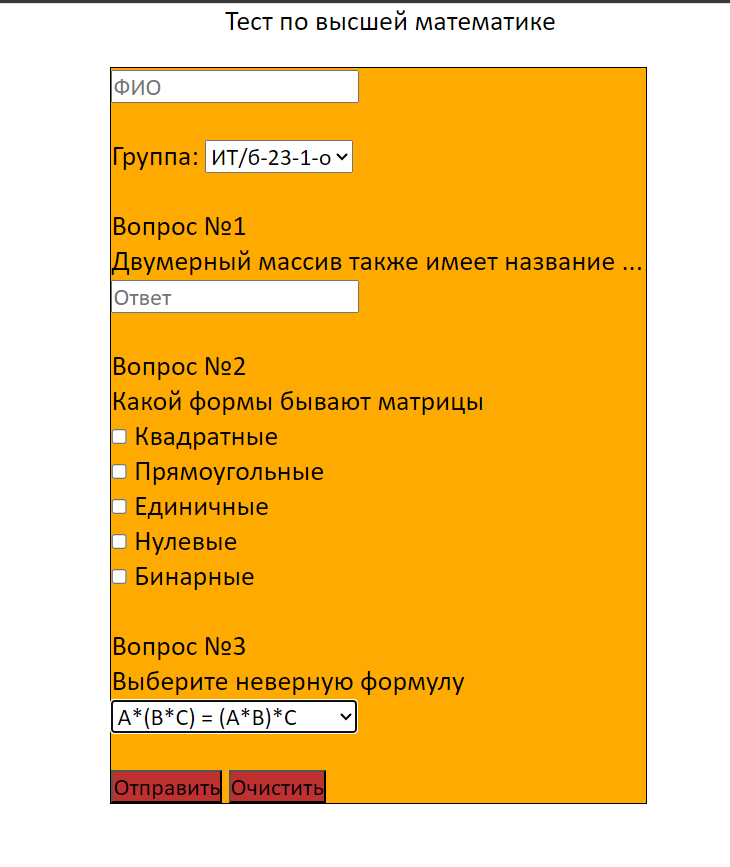 Тест по высшей математике
ФИО
Группа: ИТ/б-23-1-о
Вопрос №1
Двумерный массив также имеет название ...
Ответ
Вопрос №2
Какой формы бывают матрицы
Квадратные
Прямоугольные
Единичные
Нулевые
Бинарные
Вопрос №3
Выберите неверную формулу
A*(B*C) = (A*B)*C
Отправить Очистить